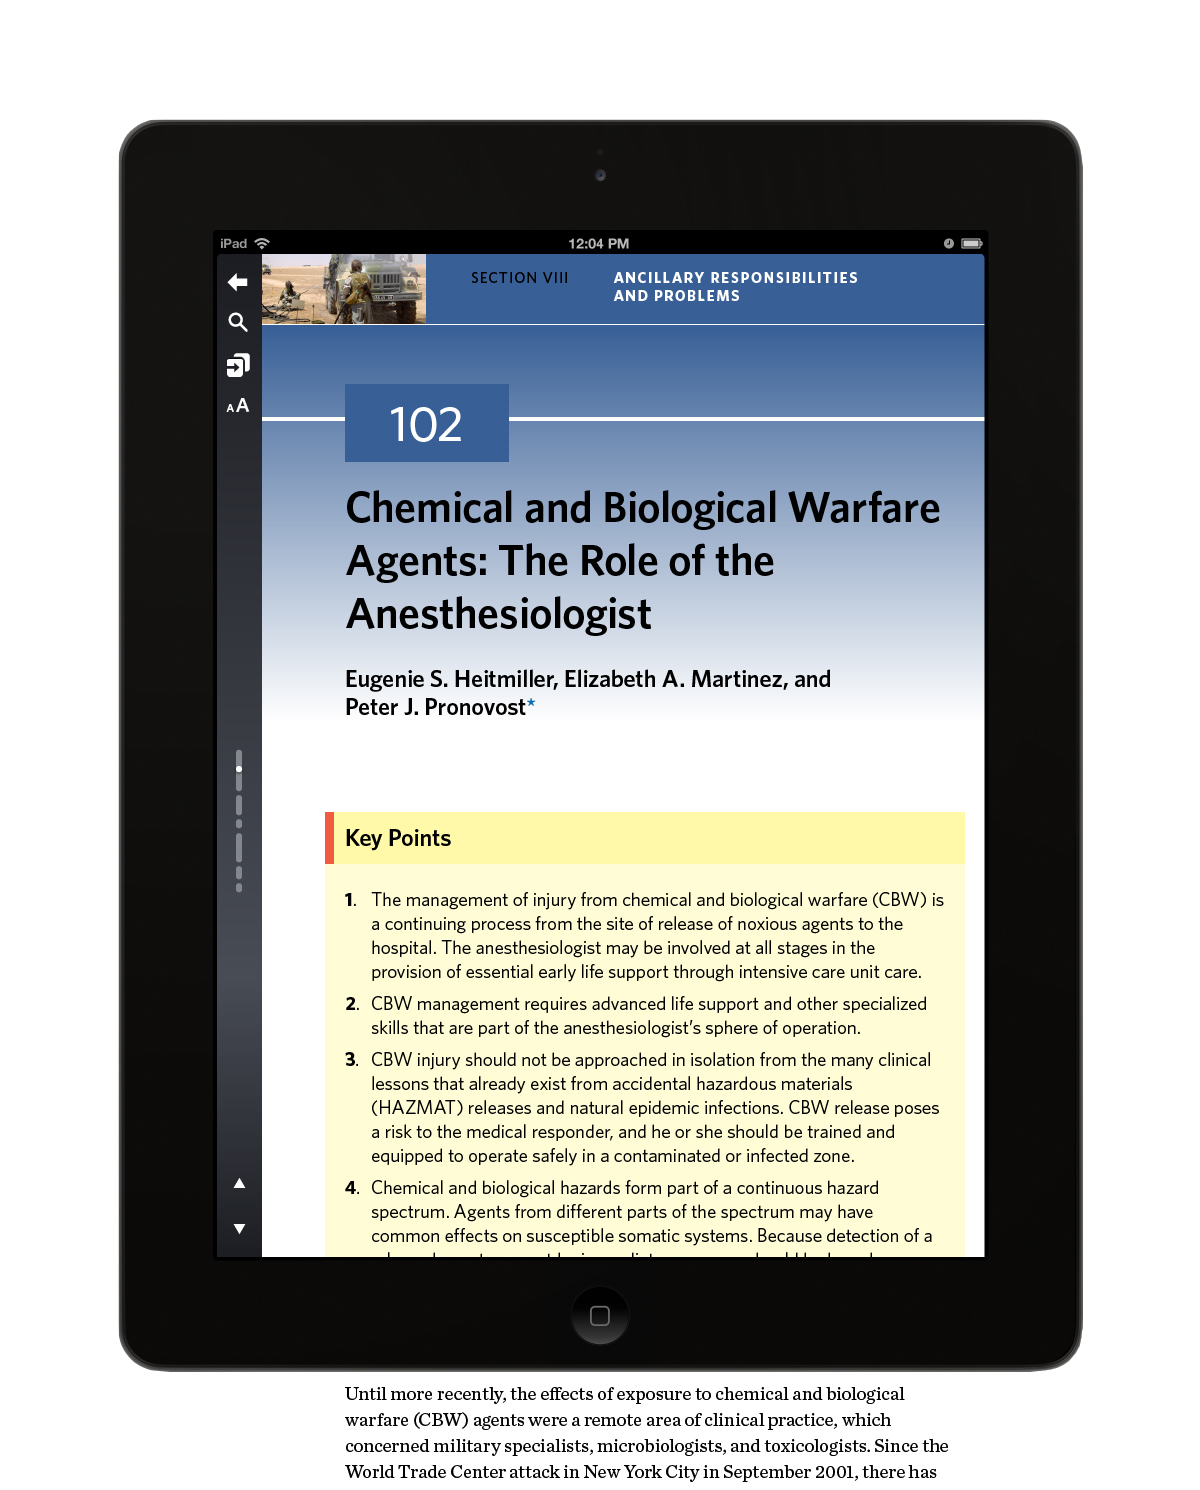 iPad 12:04 PM
SECTION VIII ANCILLARY RESPONSIBILITIES
AND PROBLEMS
AA
102
Chemical and Biological Warfare
Agents: The Role of the
Anesthesiologist
Eugenie S. Heitmiller, Elizabeth A. Martinez, and
Peter J. Pronovost*
Key Points
1. The management of injury from chemical and biological warfare (CBW) is
a continuing process from the site of release of noxious agents to the
hospital. The anesthesiologist may be involved at all stages in the
provision of essential early life support through intensive care unit care.
2. CBW management requires advanced life support and other specialized
skills that are part of the anesthesiologist’s sphere of operation.
3. CBW injury should not be approached in isolation from the many clinical
lessons that already exist from accidental hazardous materials
(HAZMAT) releases and natural epidemic infections. CBW release poses
a risk to the medical responder, and he or she should be trained and
equipped to operate safely in a contaminated or infected zone.
4. Chemical and biological hazards form part of a continuous hazard
spectrum. Agents from different parts of the spectrum may have
common effects on susceptible somatic systems. Because detection of a
Until more recently, the effects of exposure to chemical and biological
warfare (CBW) agents were a remote area of clinical practice, which
concerned military specialists, microbiologists, and toxicologists. Since the
World Trade Center attack in New York City in September 2001, there has